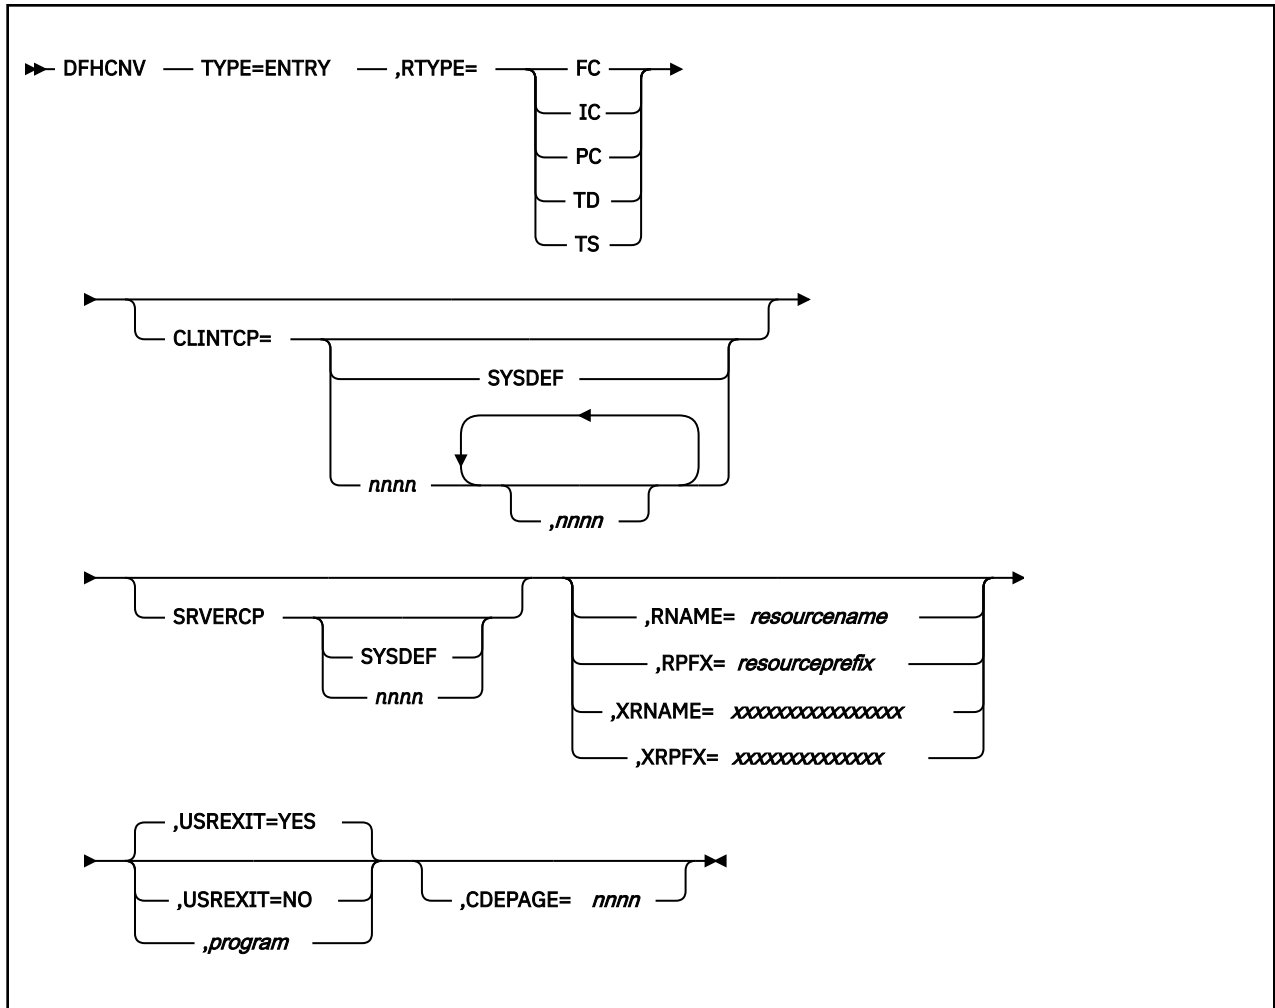 DFHCNV TYPE=ENTRY ,RTYPE= FC
IC
PC
TD
TS
CLINTCP=
SYSDEF
nnnn
,nnnn
SRVERCP
SYSDEF
nnnn
,RNAME= resourcename
,RPFX= resourceprefix
,XRNAME= xxxxxxxxxxxxxxxx
,XRPFX= xxxxxxxxxxxxxx
,USREXIT=YES
,USREXIT=NO
,program
,CDEPAGE= nnnn